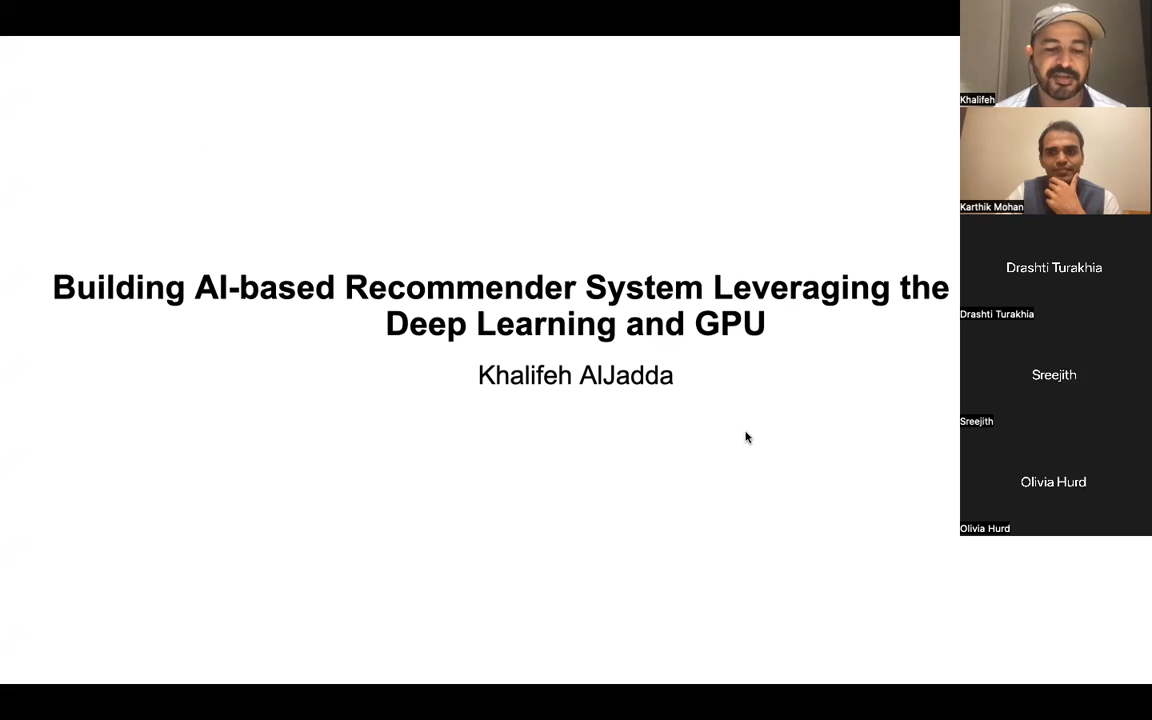 Building AI-based Recommender System Leveraging the
Deep Learning and GPU
Khalifeh AlJadda
Khalifeh
Karthik Mohan
Drashti Turakhia
Drashti Turakhia
Sreejith
Sreejith
Olivia Hurd
Olivia Hurd